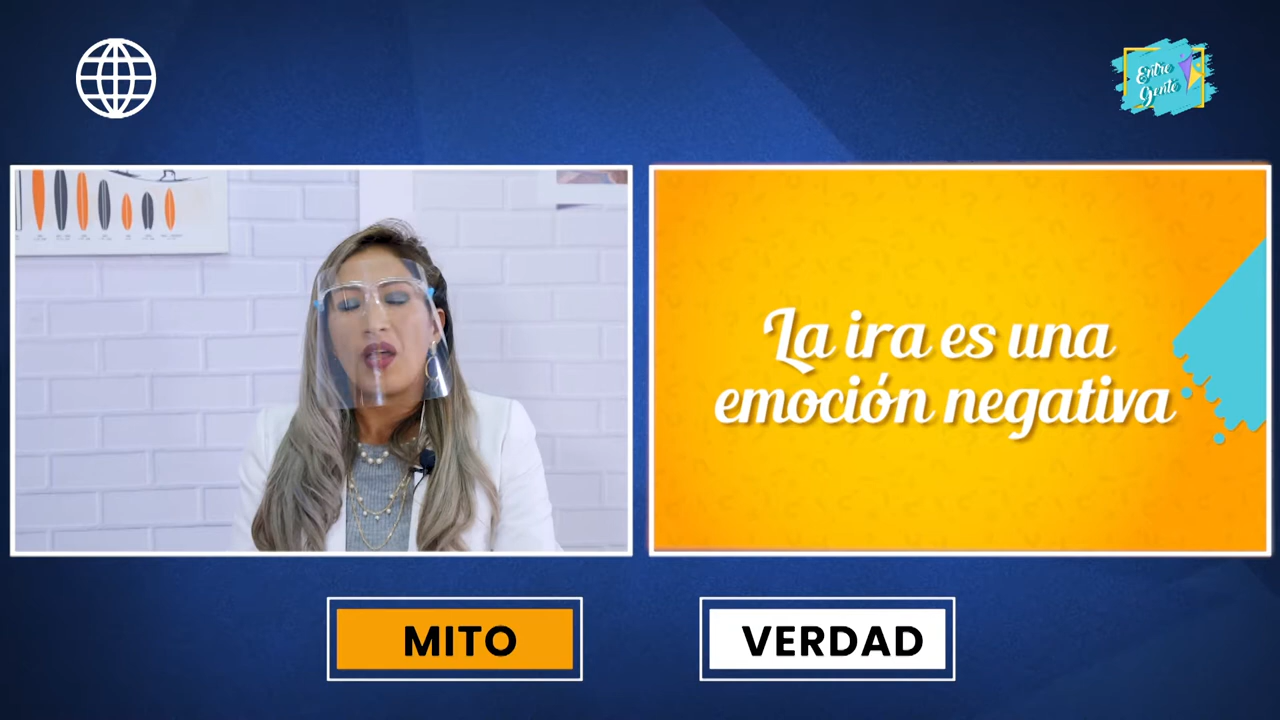 Entre
Gente
La ira es una
emoción negativa
MITO
VERDAD